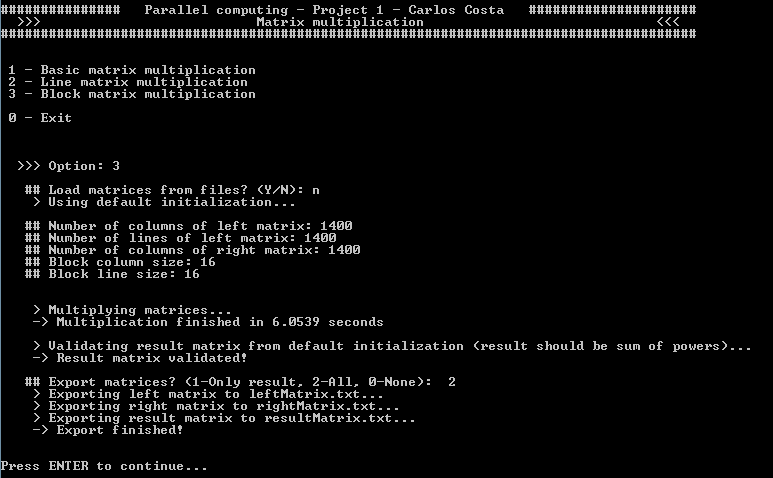 ############### Parallel computing - Project 1 - Carlos Costa #####################
>>> Matrix multiplication <<<
#######################################################################################
1 - Basic matrix multiplication
2 - Line matrix multiplication
3 - Block matrix multiplication
0 - Exit
>>> Option: 3
## Load matrices from files? (Y/N): n
> Using default initialization...
## Number of columns of left matrix: 1400
## Number of lines of left matrix: 1400
## Number of columns of right matrix: 1400
## Block column size: 16
## Block line size: 16
> Multiplying matrices...
-> Multiplication finished in 6.0539 seconds
> Validating result matrix from default initialization (result should be sum of powers)...
-> Result matrix validated!
## Export matrices? (1-Only result, 2-All, 0-None):  2
> Exporting left matrix to leftMatrix.txt...
> Exporting right matrix to rightMatrix.txt...
> Exporting result matrix to resultMatrix.txt...
-> Export finished!
Press ENTER to continue...